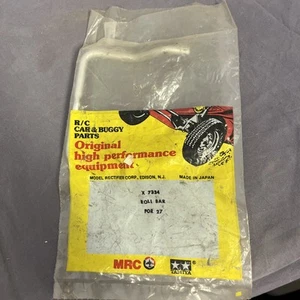 R/C
CAR & BUGGY
PARTS
Original
high performance
equipment
MODEL RECTIFIER CORP., EDISON, N.J. MADE IN JAPAN
X 7334
ROLL BAR
FOR 27
MRC TAMIYA